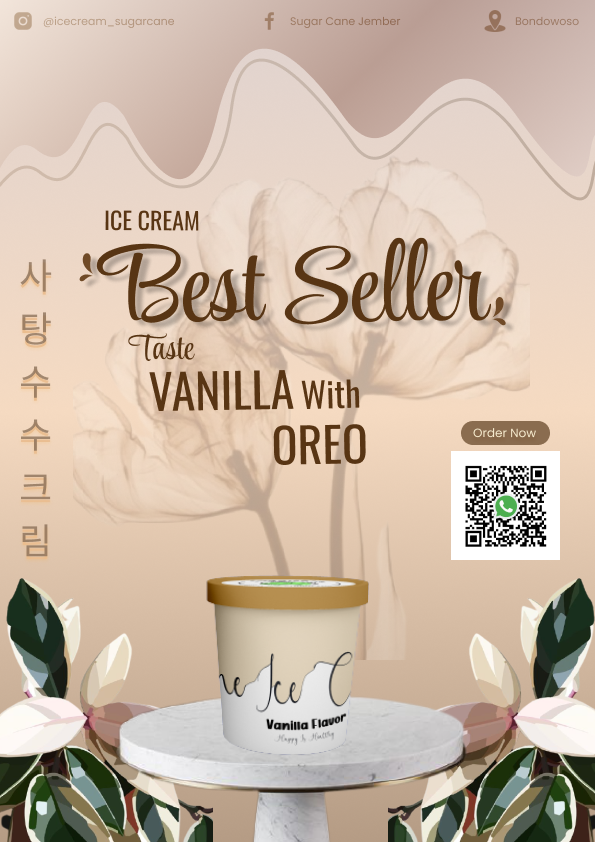 @icecream_sugarcane
Sugar Cane Jember
Bondowoso
ICE CREAM
Best Seller
Taste
VANILLA With
OREO
사
탕
수
수
크
림
Order Now
ne Ice C
Vanilla Flavor
Happy & Healthy